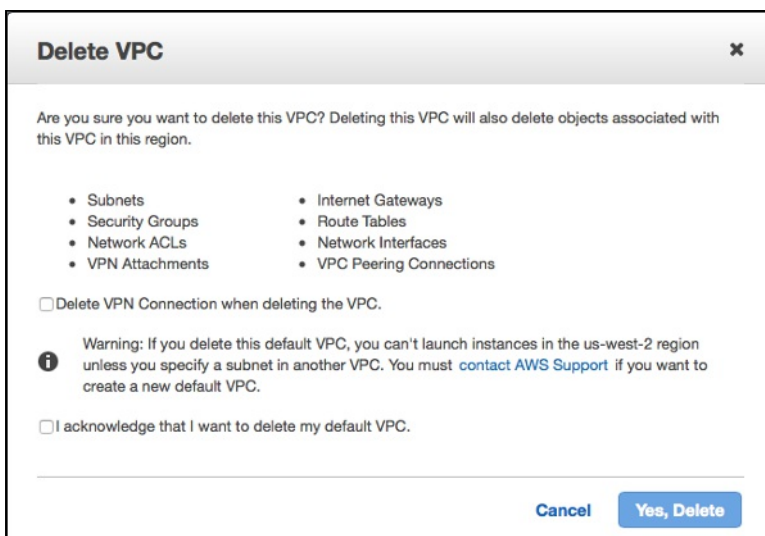 Delete VPC
Are you sure you want to delete this VPC? Deleting this VPC will also delete objects associated with
this VPC in this region.
• Subnets
• Security Groups
• Network ACLs
• VPN Attachments
• Internet Gateways
• Route Tables
• Network Interfaces
• VPC Peering Connections
Delete VPN Connection when deleting the VPC.
Warning: If you delete this default VPC, you can't launch instances in the us-west-2 region
unless you specify a subnet in another VPC. You must contact AWS Support if you want to
create a new default VPC.
I acknowledge that I want to delete my default VPC.
Cancel
Yes, Delete